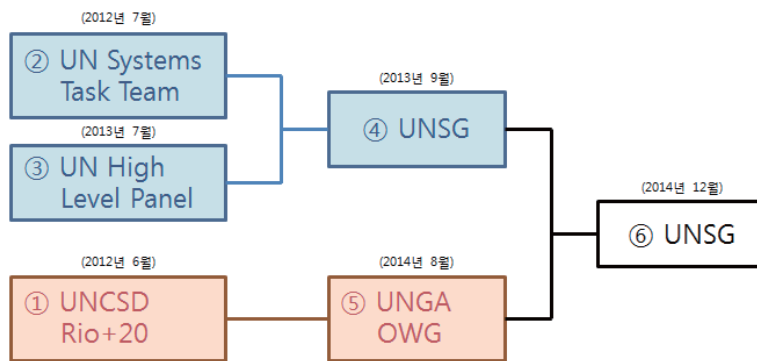 (2012년 7월)
② UN Systems
Task Team
(2013년 7월)
③ UN High
Level Panel
(2013년 9월)
④ UNSG
(2012년 6월)
① UNCSD
Rio+20
(2014년 8월)
⑤ UNGA
OWG
(2014년 12월)
⑥ UNSG